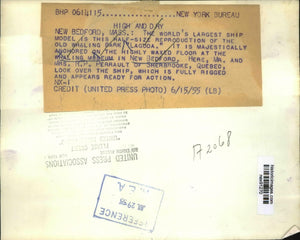 BHP 0614115........NEW YORK BUREAU
HIGH AND DRY
NEW BEDFORD, MASS.: THE WORLD'S LARGEST SHIP
MODEL IS THIS HALF-SIZE REPRODUCTION OF THE
OLD WHALING BARK "LAGODA." IT IS MAJESTICALLY
ANCHORED ON THE HIGHLY WAXED FLOOR AT THE
WHALING MUSEUM IN NEW BEDFORD. HERE, MR. AND
MRS. PERRAULT OF SHERBROOKE, QUEBEC,
LOOK OVER THE SHIP, WHICH IS FULLY RIGGED
AND APPEARS READY FOR ACTION.
CREDIT (UNITED PRESS PHOTO) 6/15/55 (LB)
UNITED PRESS ASSOCIATIONS
REFERENCE
JUL 29 '55
N.E.A.